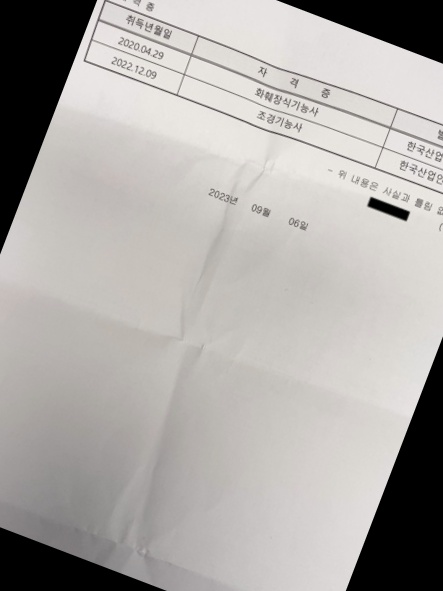 격 증
취득년월일 자 격 증
2020.04.29 화훼장식기능사 한국산업
2022.12.09 조경기능사 한국산업인
- 위 내용은 사실과 틀림 없
2023년 09월 06일